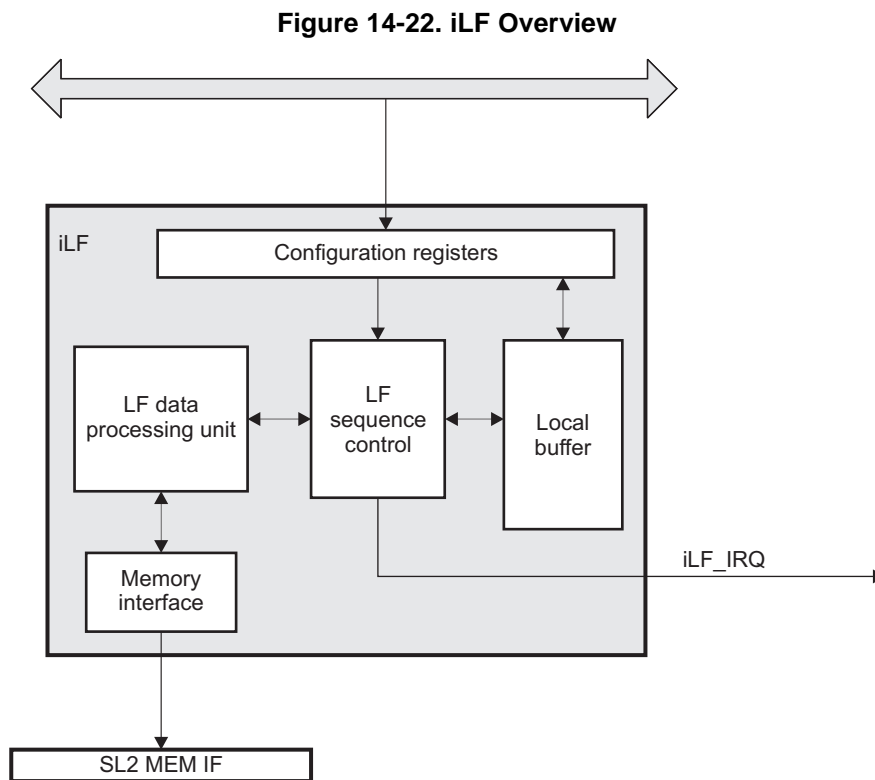 Figure 14-22. iLF Overview
iLF
Configuration registers
LF data
processing unit
LF
sequence
control
Local
buffer
Memory
interface
iLF_IRQ
SL2 MEM IF